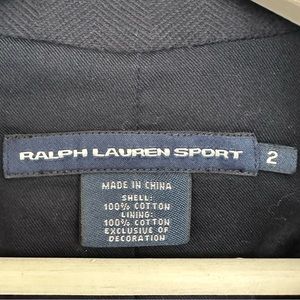 RALPH LAUREN SPORT 2
MADE IN CHINA
SHELL:
100% COTTON
LINING:
100% COTTON
EXCLUSIVE OF
DECORATION